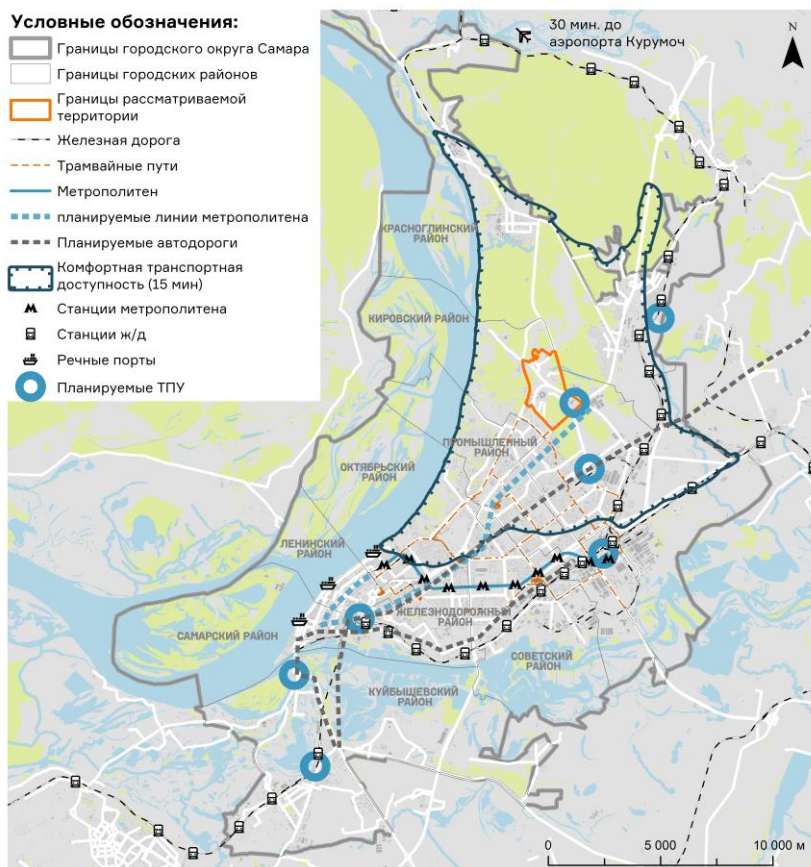 Условные обозначения:
Границы городского округа Самара
Границы городских районов
Границы рассматриваемой
территории
Железная дорога
Трамвайные пути
Метрополитен
планируемые линии метрополитена
Планируемые автодороги
Комфортная транспортная
доступность (15 мин)
Станции метрополитена
Станции ж/д
Речные порты
Планируемые ТПУ
30 мин. до
аэропорта Курумоч
N
КРАСНОГЛИНСКИЙ
РАЙОН
КИРОВСКИЙ РАЙОН
ПРОМЫШЛЕННЫЙ
РАЙОН
ОКТЯБРЬСКИЙ
РАЙОН
ЛЕНИНСКИЙ
РАЙОН
САМАРСКИЙ РАЙОН
ЖЕЛЕЗНОДОРОЖНЫЙ
РАЙОН
СОВЕТСКИЙ
РАЙОН
КУЙБЫШЕВСКИЙ
РАЙОН
0 5 000 10 000 м